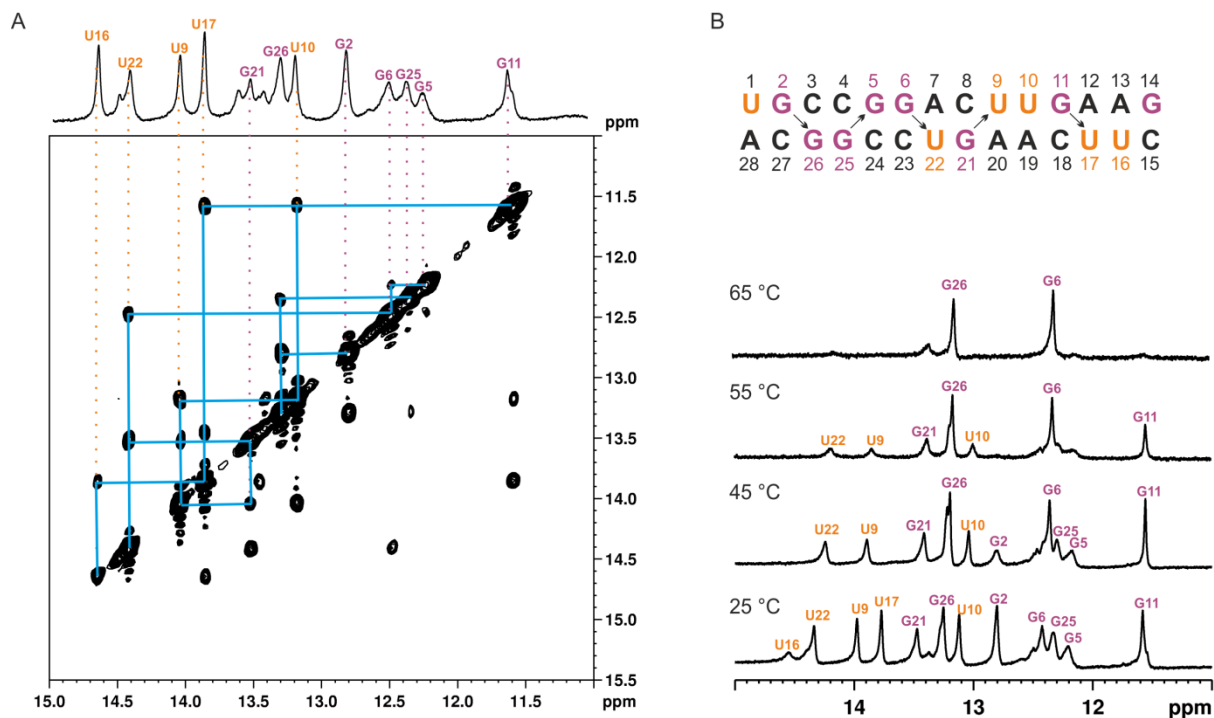 A
U16 U22 U9 U17 G21 G26 U10 G2 G6 G25 G5 G11
ppm
11.5
12.0
12.5
13.0
13.5
14.0
14.5
15.0
15.5
15.0 14.5 14.0 13.5 13.0 12.5 12.0 11.5 ppm
B
1 2 3 4 5 6 7 8 9 10 11 12 13 14
U G C C G G A C U U G A A G
A C G G C C U G A A C U U C
28 27 26 25 24 23 22 21 20 19 18 17 16 15
65 °C
G26 G6
55 °C
U22 U9 G21 G26 U10 G6 G11
45 °C
U22 U9 G21 G26 U10 G2 G6 G25 G5 G11
25 °C
U16 U22 U9 U17 G21 G26 U10 G2 G6 G25 G5 G11
14 13 12 ppm